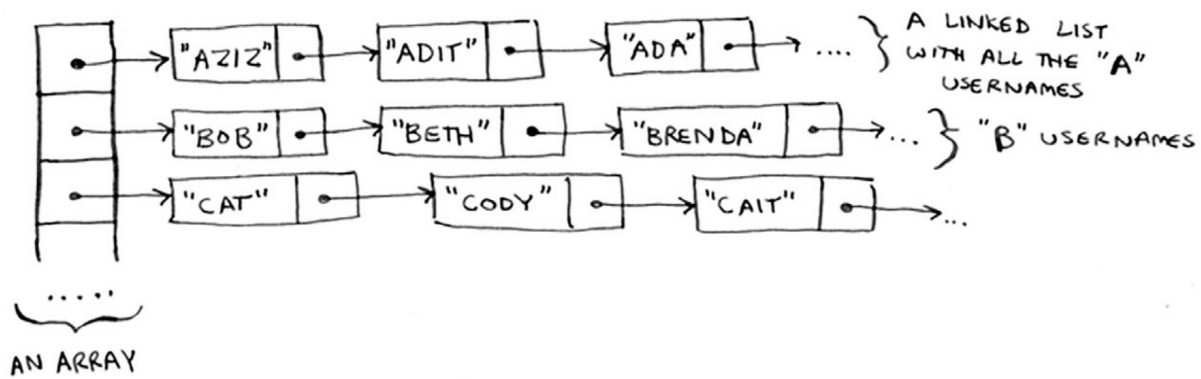 "AZIZ" "ADIT" "ADA" .... A LINKED LIST
WITH ALL THE "A"
USERNAMES
"BOB" "BETH" "BRENDA" ... "B" USERNAMES
"CAT" "CODY" "CAIT" ...
.....
AN ARRAY